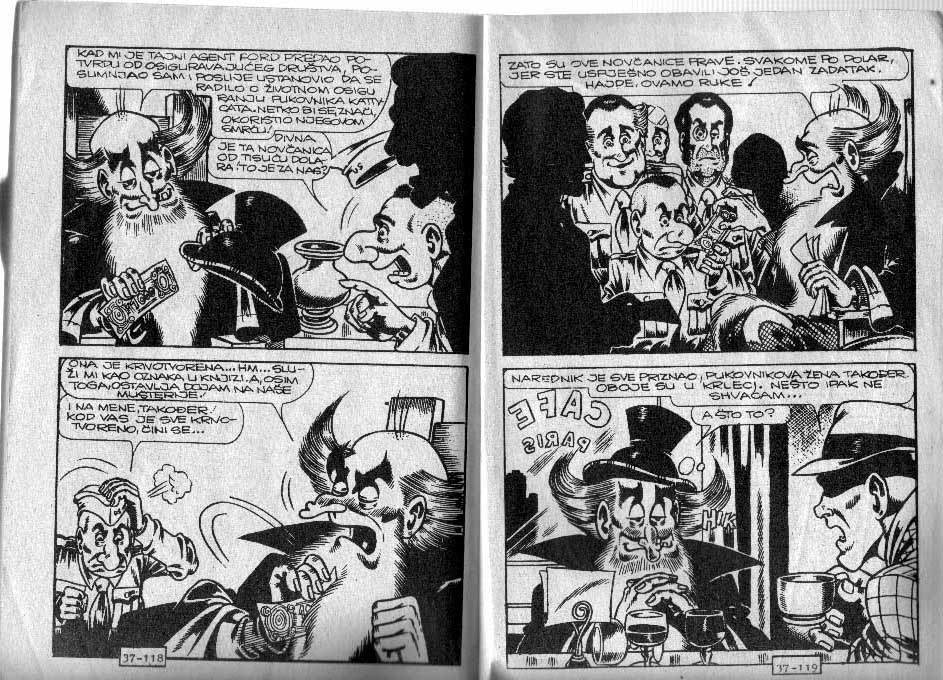 KAD MI JE TAJNI AGENT FORD PREDAO PO-
TVRDU OD OSIGURAVAJUĆEG DRUŠTVA, PO-
SUMNJAO SAM I POSLIJE USTANOVIO DA SE
RADILO O ŽIVOTNOM OSIGU
RANJU PUKOVNIKA KATTY
CATA. NETKO BI SE, ZNAČI,
OKORISTIO NJEGOVOM
SMRĆU!
DIVNA
JE TA NOVČANICA
OD TISUĆU DOLA-
RA! TO JE ZA NAS?
FUS
ONA JE KRIVOTVORENA... HM... SLU-
ŽI MI KAO OZNAKA U KNJIZI. A, OSIM
TOGA, OSTAVLJA DOJAM NA NAŠE
MUŠTERIJE!
I NA MENE, TAKOĐER!
KOD VAS JE SVE KRIVO-
TVORENO, ČINI SE...
37-118
ZATO SU OVE NOVČANICE PRAVE. SVAKOME PO DOLAR,
JER STE USPJEŠNO OBAVILI JOŠ JEDAN ZADATAK.
HAJDE, OVAMO RUKE!
NAREDNIK JE SVE PRIZNAO, PUKOVNIKOVA ŽENA TAKOĐER.
OBOJE SU U 'KRLECI'. NEŠTO IPAK NE
SHVAĆAM...
A ŠTO TO?
CAFE
PARIS
HIK
37-119